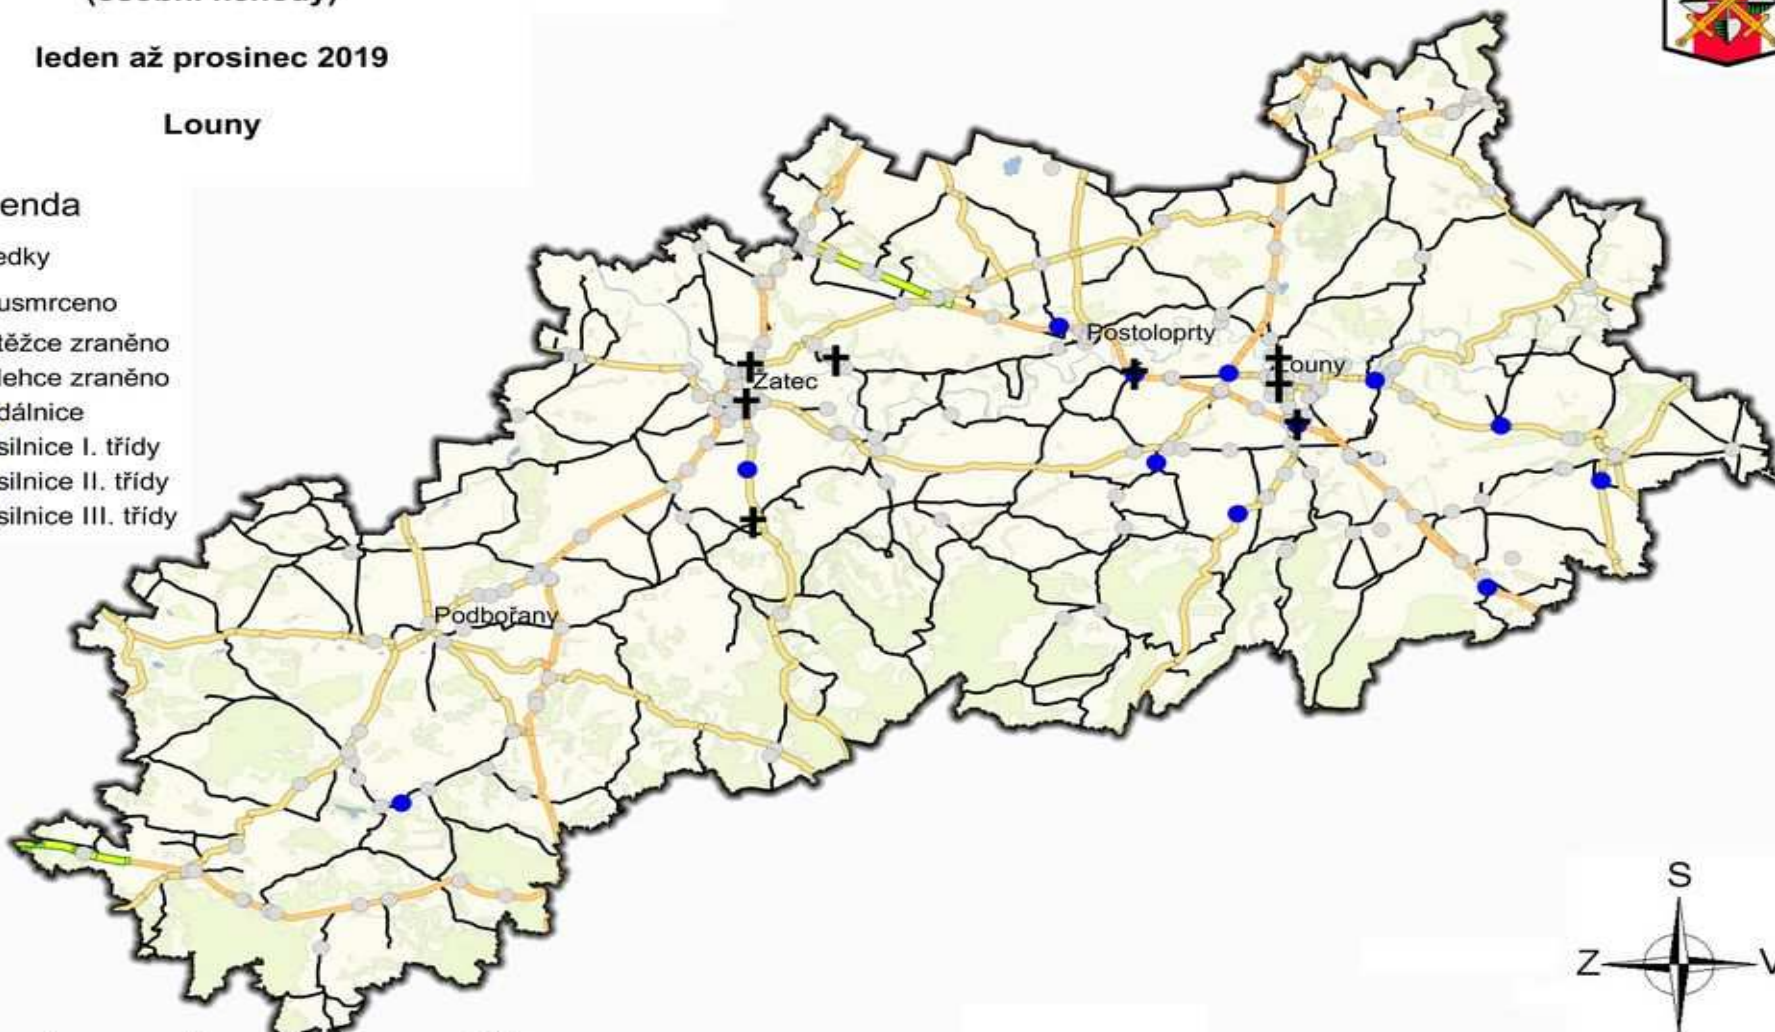 leden až prosinec 2019
Louny
enda
edky
usmrceno
těžce zraněno
lehce zraněno
dálnice
silnice I. třídy
silnice II. třídy
silnice III. třídy
Postoloprty
Louny
Žatec
Podbořany
S
Z
V